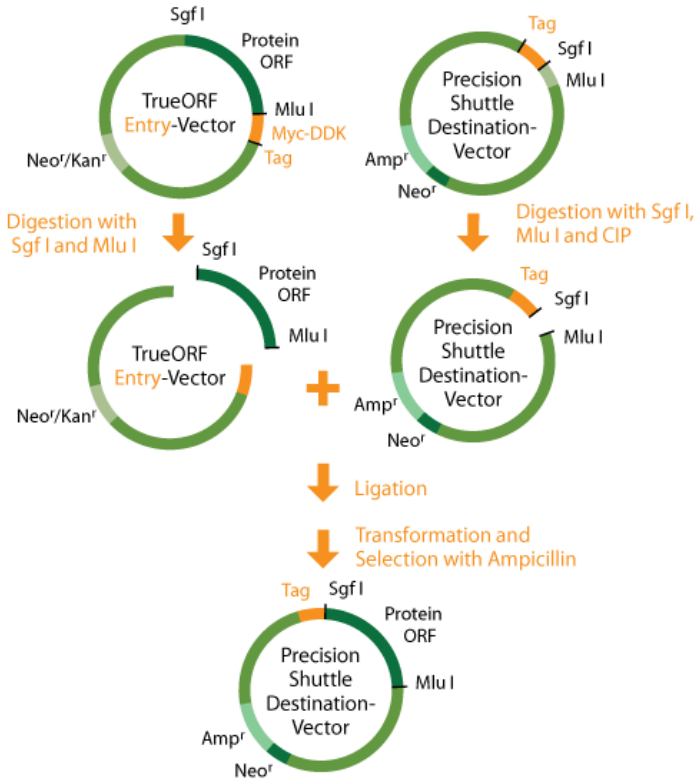 Sgf I
Protein
ORF
TrueORF
Entry-Vector
Mlu I
Myc-DDK
Tag
Neoʳ/Kanʳ
Tag
Sgf I
Mlu I
Precision
Shuttle
Destination-
Vector
Ampʳ
Neoʳ
Digestion with
Sgf I and Mlu I
Digestion with Sgf I,
Mlu I and CIP
Sgf I
Protein
ORF
Mlu I
TrueORF
Entry-Vector
Neoʳ/Kanʳ
Tag
Sgf I
Mlu I
Precision
Shuttle
Destination-
Vector
Ampʳ
Neoʳ
Ligation
Transformation and
Selection with Ampicillin
Tag
Sgf I
Protein
ORF
Mlu I
Precision
Shuttle
Destination-
Vector
Ampʳ
Neoʳ